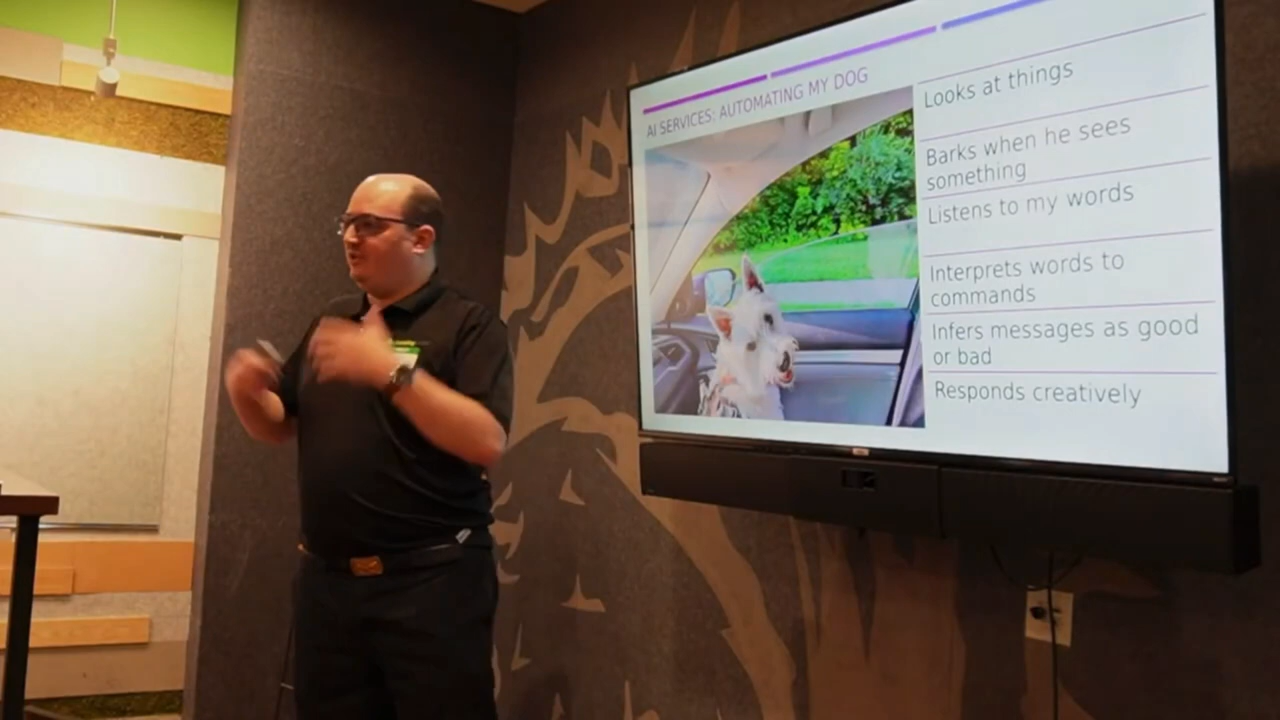 AI SERVICES: AUTOMATING MY DOG
Looks at things
Barks when he sees
something
Listens to my words
Interprets words to
commands
Infers messages as good
or bad
Responds creatively